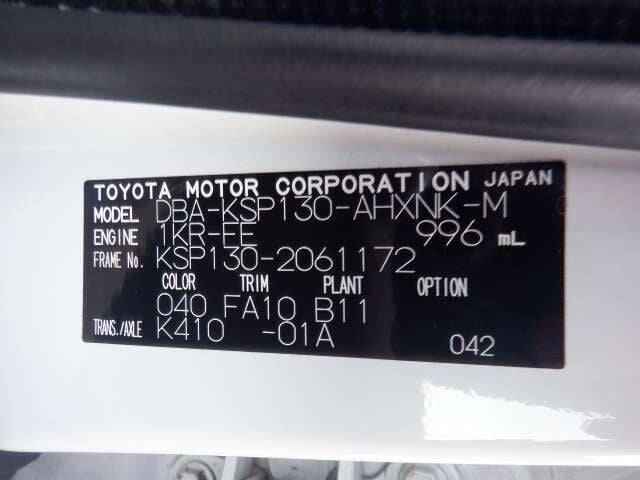 TOYOTA MOTOR CORPORATION JAPAN
MODEL DBA-KSP130-AHXNK-M
ENGINE 1KR-FE 996 mL
FRAME No. KSP130-2061172
COLOR TRIM PLANT OPTION
040 FA10 B11
TRANS./AXLE K410 -01A 042